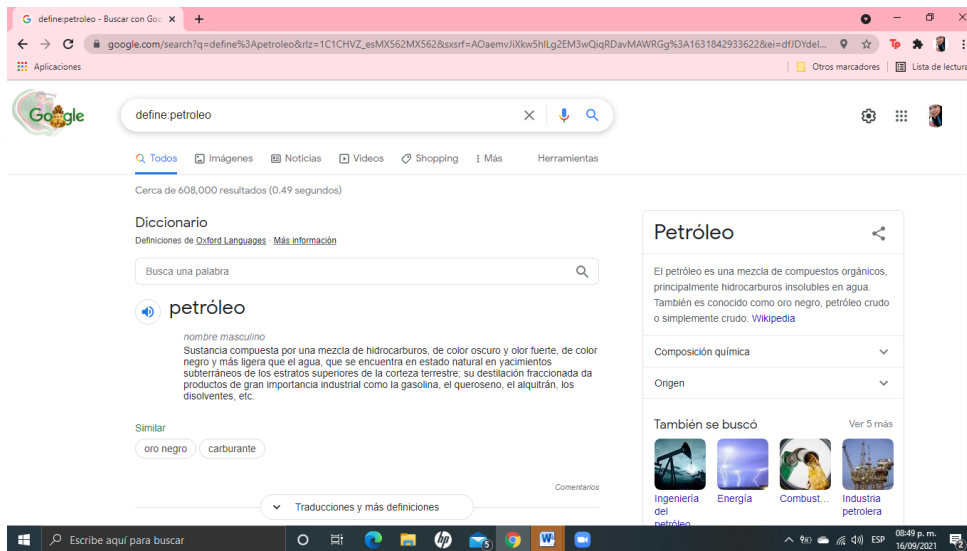 define:petroleo - Buscar con Goo
google.com/search?q=define%3Apetroleo&rlz=1C1CHVZ_esMX562MX562&sxsrf=AOaemvJiXkw5hILg2EM3wQiqRDavMAWRGg%3A1631842933622&ei=dfJDYdel...
Tp
Aplicaciones
Otros marcadores
Lista de lectura
Google
define:petroleo
Todos
Imágenes
Noticias
Videos
Shopping
Más
Herramientas
Cerca de 608,000 resultados (0.49 segundos)
Diccionario
Definiciones de Oxford Languages · Más información
Busca una palabra
petróleo
nombre masculino
Sustancia compuesta por una mezcla de hidrocarburos, de color oscuro y olor fuerte, de color
negro y más ligera que el agua, que se encuentra en estado natural en yacimientos
subterráneos de los estratos superiores de la corteza terrestre; su destilación fraccionada da
productos de gran importancia industrial como la gasolina, el queroseno, el alquitrán, los
disolventes, etc.
Similar
oro negro
carburante
Comentarios
Traducciones y más definiciones
Petróleo
El petróleo es una mezcla de compuestos orgánicos,
principalmente hidrocarburos insolubles en agua.
También es conocido como oro negro, petróleo crudo
o simplemente crudo. Wikipedia
Composición química
Origen
También se buscó
Ver 5 más
Ingeniería
del
petróleo
Energía
Combust...
Industria
petrolera
Escribe aquí para buscar
hp
5
W
ESP
08:49 p. m.
16/09/2021
2